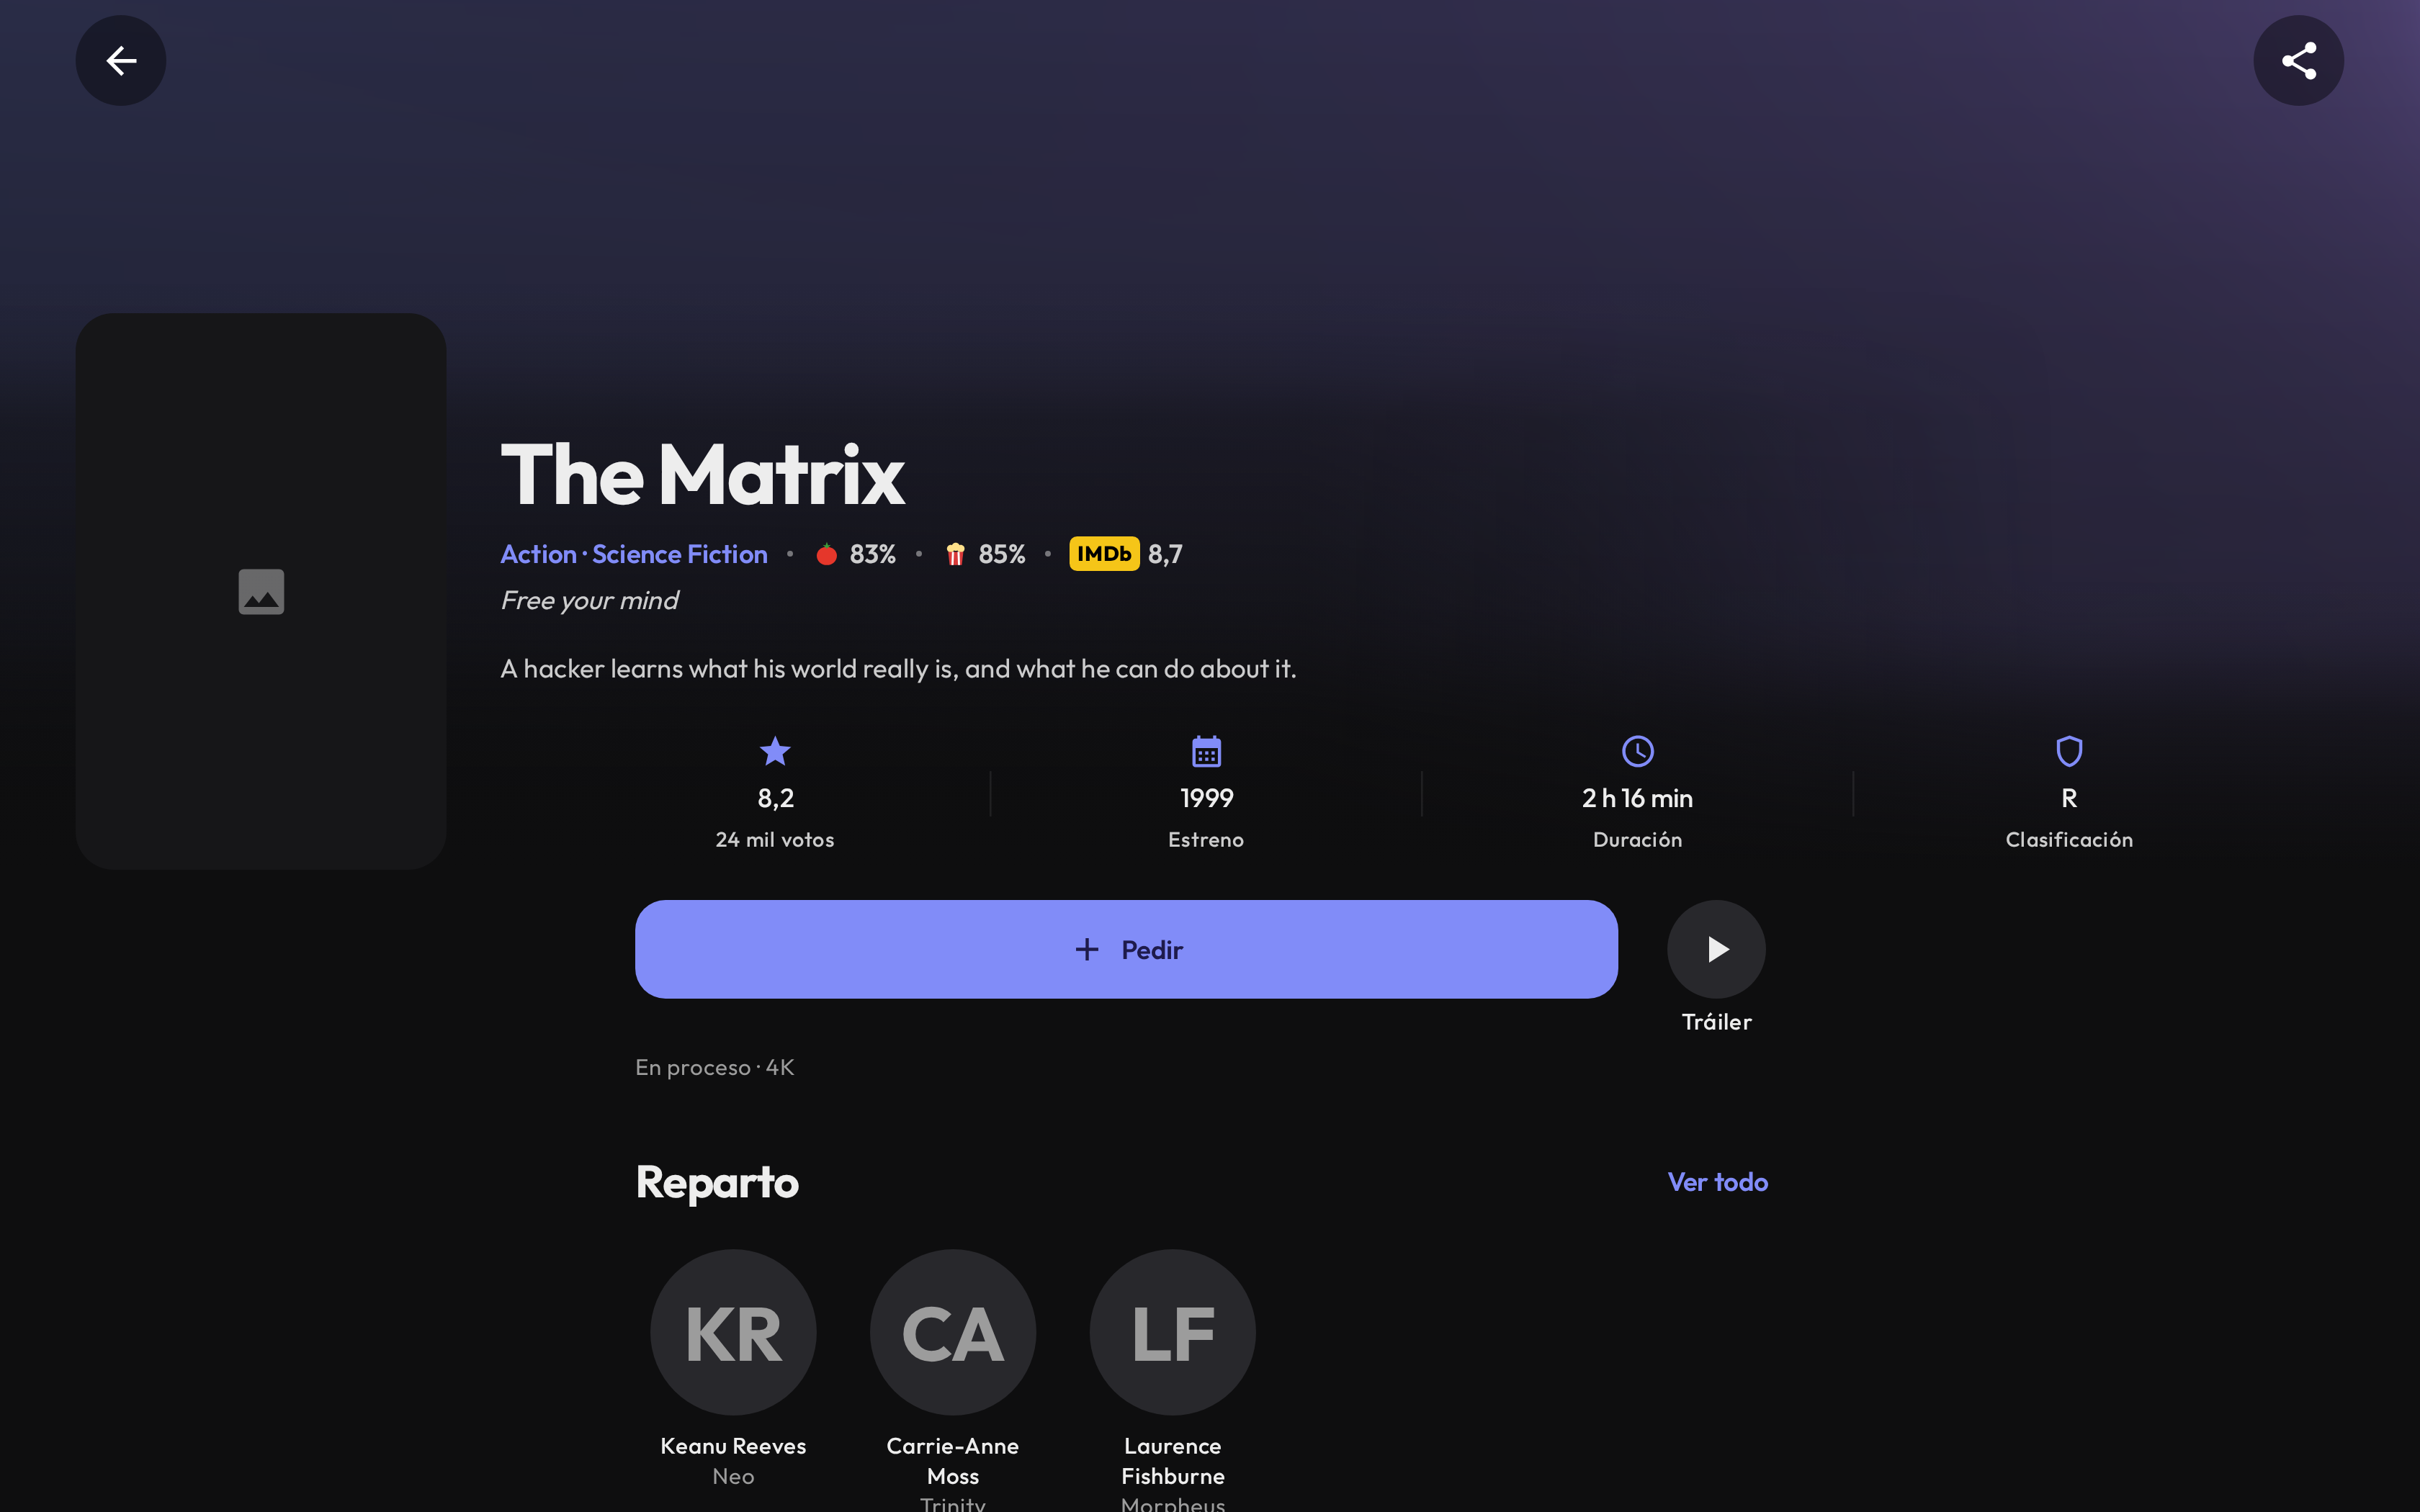 The Matrix
Action · Science Fiction • 83% • 85% • IMDb 8,7
Free your mind
A hacker learns what his world really is, and what he can do about it.
8,2
24 mil votos
1999
Estreno
2 h 16 min
Duración
R
Clasificación
Pedir
Tráiler
En proceso · 4K
Reparto
Ver todo
KR
Keanu Reeves
Neo
CA
Carrie-Anne
Moss
Trinity
LF
Laurence
Fishburne
Morpheus